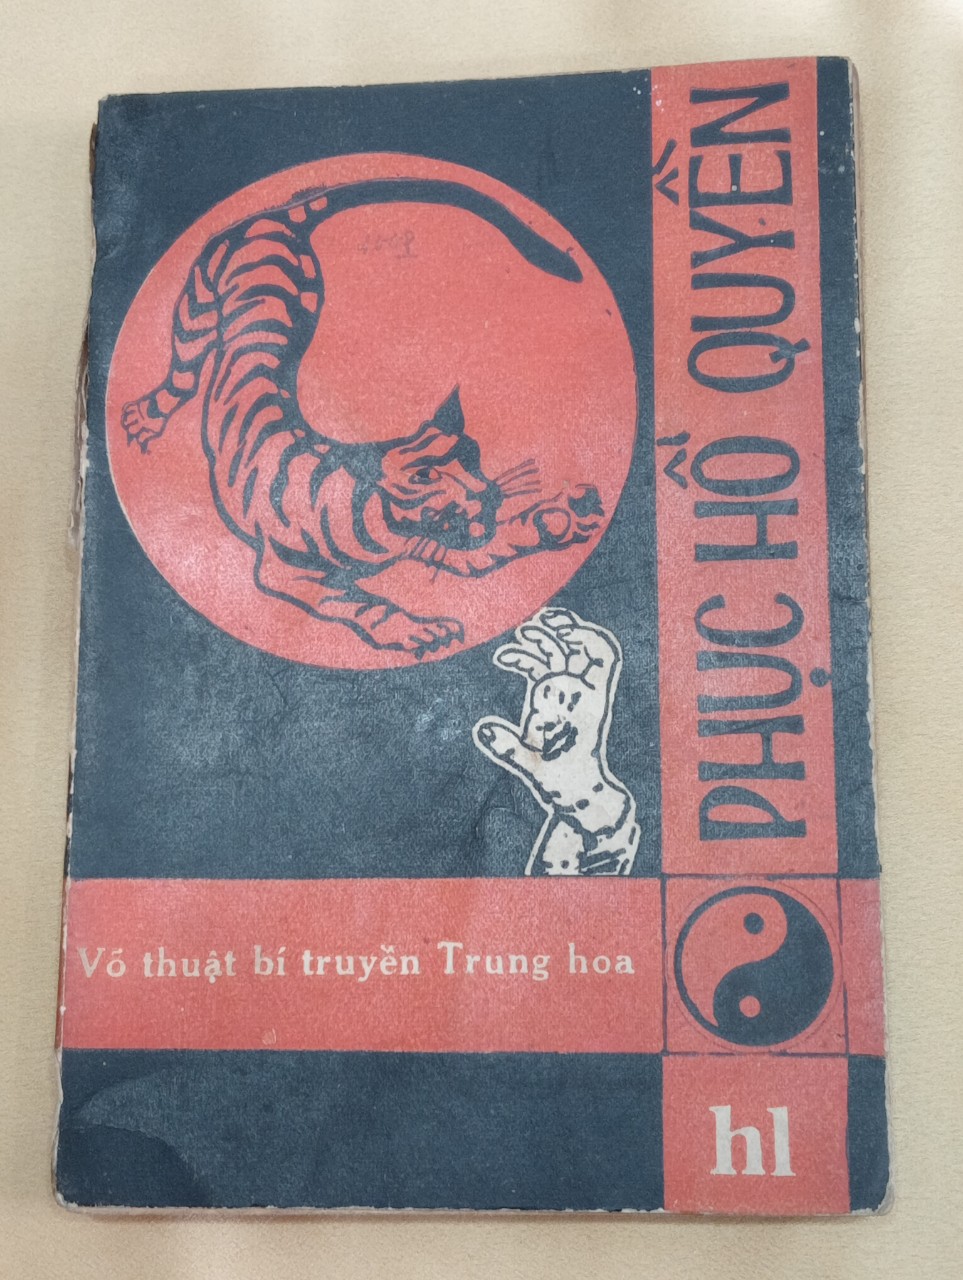 PHỤC HỔ QUYỀN
Võ thuật bí truyền Trung hoa
hl